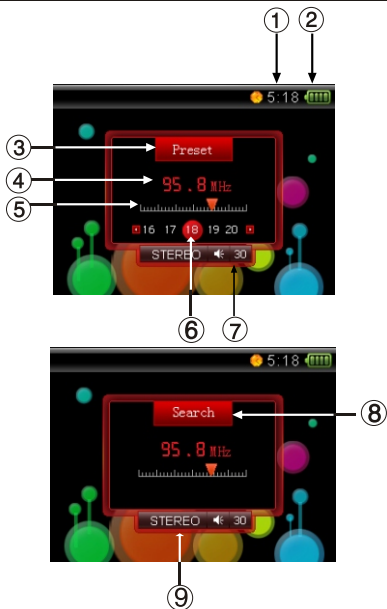 ① ②
5:18
③ Preset
④ 95.8 MHz
⑤
16 17 18 19 20
STEREO 30
⑥ ⑦
5:18
Search ⑧
95.8 MHz
STEREO 30
⑨